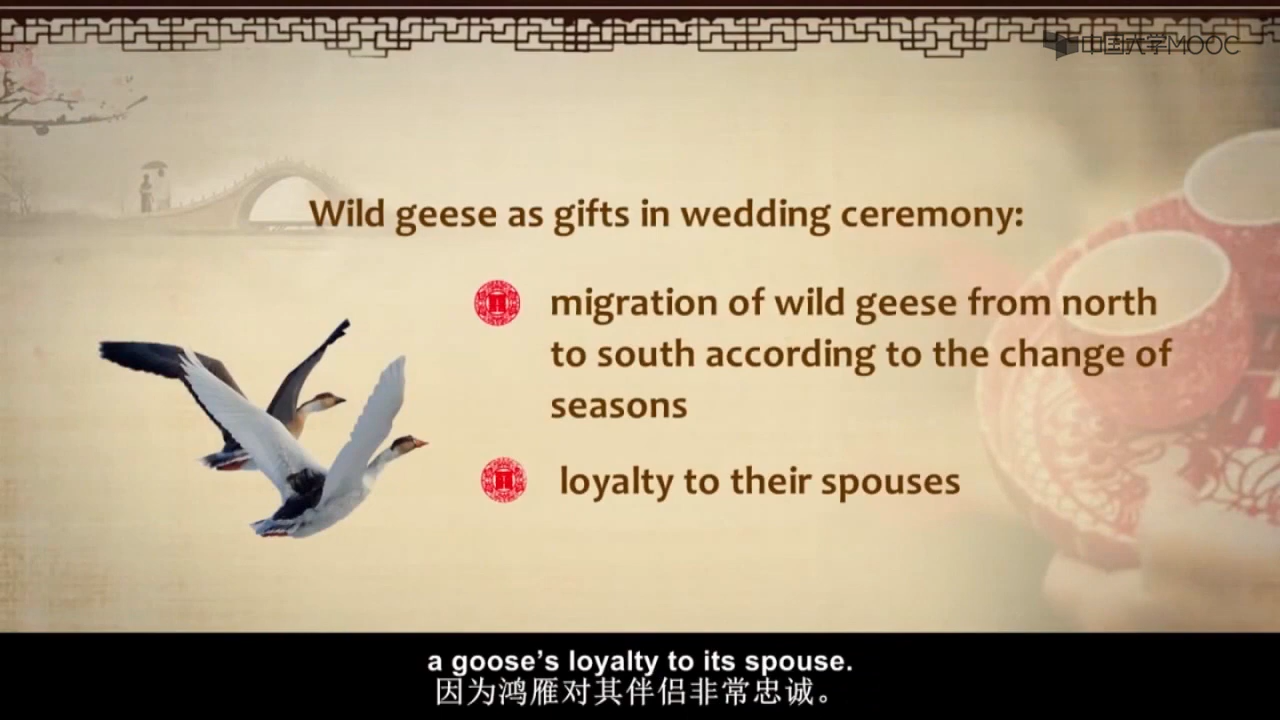 中国大学MOOC
Wild geese as gifts in wedding ceremony:
migration of wild geese from north
to south according to the change of
seasons
loyalty to their spouses
a goose's loyalty to its spouse.
因为鸿雁对其伴侣非常忠诚。